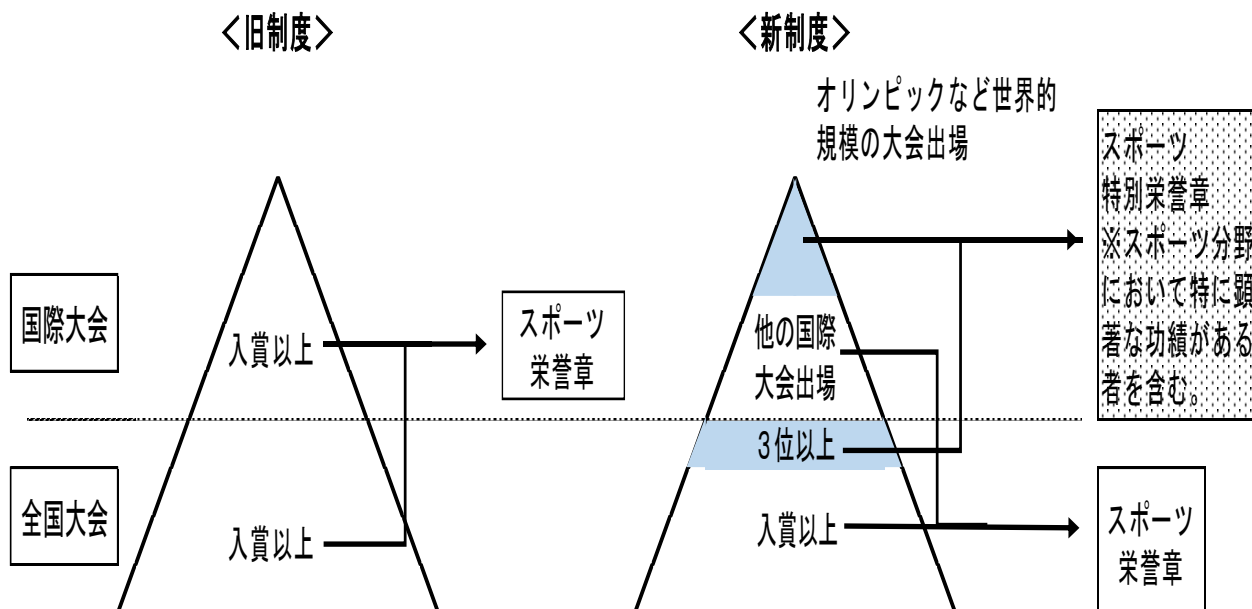 ＜旧制度＞
国際大会
全国大会
入賞以上
入賞以上
スポーツ
栄誉章
＜新制度＞
オリンピックなど世界的
規模の大会出場
他の国際
大会出場
３位以上
入賞以上
スポーツ
特別栄誉章
※スポーツ分野
において特に顕
著な功績がある
者を含む。
スポーツ
栄誉章